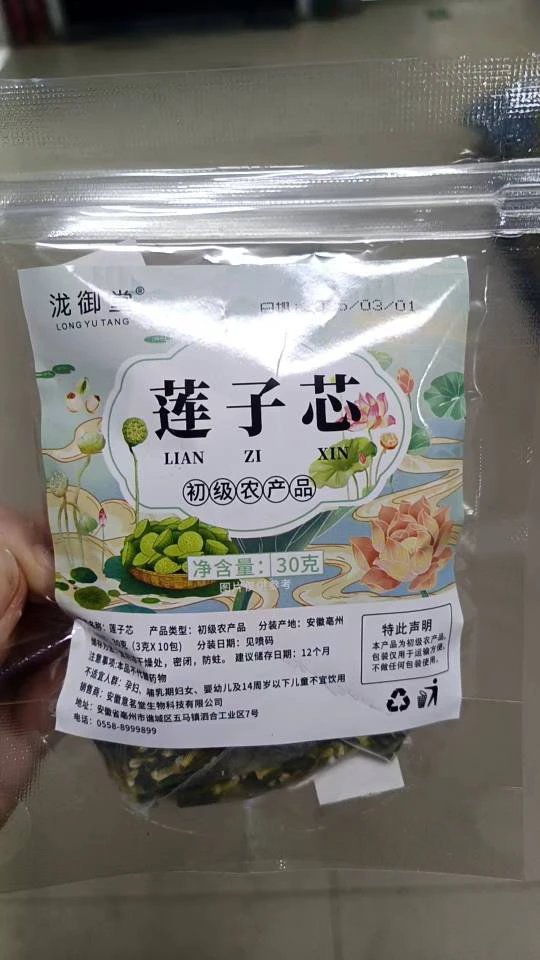 泷御堂®
LONG YU TANG
/03/01
莲子芯
LIAN ZI XIN
初级农产品
净含量：30克
图片仅供参考
名称：莲子芯 产品类型：初级农产品 分装产地：安徽亳州
30克（3克X10包） 分装日期：见喷码
干燥处，密闭，防蛀。 建议储存日期：12个月
注意事项：本品不代替药物
不适宜人群：孕妇、哺乳期妇女、婴幼儿及14周岁以下儿童不宜饮用
销售商：安徽意茗堂生物科技有限公司
地址：安徽省亳州市谯城区五马镇泗合工业区7号
电话：0558-8999899
特此声明
本产品为初级农产品，
包装仅用于运输方便，
不做任何包装使用。